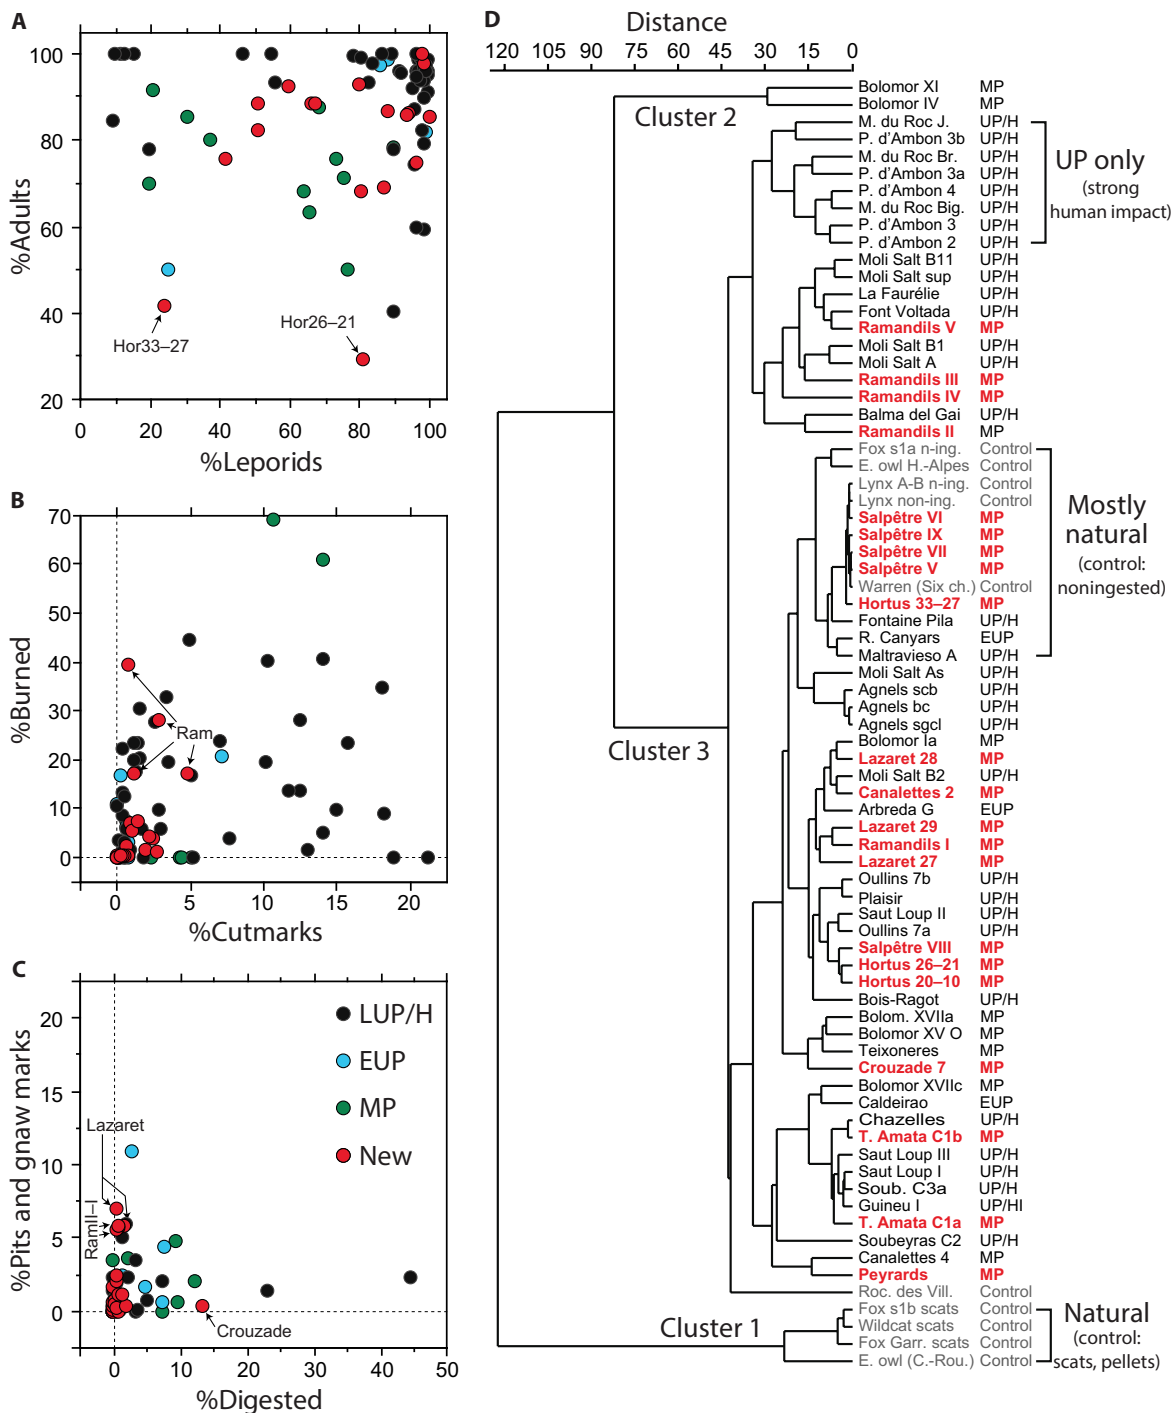 A
100
80
60
40
20
%Adults
Hor33–27
Hor26–21
0
20
40
60
80
100
%Leporids
B
70
60
50
40
30
20
10
0
%Burned
Ram
0
5
10
15
20
%Cutmarks
C
20
15
10
5
0
%Pits and gnaw marks
LUP/H
EUP
MP
New
Lazaret
RamII–I
Crouzade
0
10
20
30
40
50
%Digested
D
Distance
120 105 90 75 60 45 30 15 0
Cluster 2
Cluster 3
Cluster 1
Bolomor XI MP
Bolomor IV MP
M. du Roc J. UP/H
P. d'Ambon 3b UP/H
M. du Roc Br. UP/H
P. d'Ambon 3a UP/H
P. d'Ambon 4 UP/H
M. du Roc Big. UP/H
P. d'Ambon 3 UP/H
P. d'Ambon 2 UP/H
Moli Salt B11 UP/H
Moli Salt sup UP/H
La Faurélie UP/H
Font Voltada UP/H
Ramandils V MP
Moli Salt B1 UP/H
Moli Salt A UP/H
Ramandils III MP
Ramandils IV MP
Balma del Gai UP/H
Ramandils II MP
Fox s1a n-ing. Control
E. owl H.-Alpes Control
Lynx A-B n-ing. Control
Lynx non-ing. Control
Salpêtre VI MP
Salpêtre IX MP
Salpêtre VII MP
Salpêtre V MP
Warren (Six ch.) Control
Hortus 33–27 MP
Fontaine Pila UP/H
R. Canyars EUP
Maltravieso A UP/H
Moli Salt As UP/H
Agnels scb UP/H
Agnels bc UP/H
Agnels sgcl UP/H
Bolomor Ia MP
Lazaret 28 MP
Moli Salt B2 UP/H
Canalettes 2 MP
Arbreda G EUP
Lazaret 29 MP
Ramandils I MP
Lazaret 27 MP
Oullins 7b UP/H
Plaisir UP/H
Saut Loup II UP/H
Oullins 7a UP/H
Salpêtre VIII MP
Hortus 26–21 MP
Hortus 20–10 MP
Bois-Ragot UP/H
Bolom. XVIIa MP
Bolomor XV O MP
Teixoneres MP
Crouzade 7 MP
Bolomor XVIIc MP
Caldeirao EUP
Chazelles UP/H
T. Amata C1b MP
Saut Loup III UP/H
Saut Loup I UP/H
Soub. C3a UP/H
Guineu I UP/HI
T. Amata C1a MP
Soubeyras C2 UP/H
Canalettes 4 MP
Peyrards MP
Roc. des Vill. Control
Fox s1b scats Control
Wildcat scats Control
Fox Garr. scats Control
E. owl (C.-Rou.) Control
UP only
(strong
human impact)
Mostly
natural
(control:
noningested)
Natural
(control:
scats, pellets)